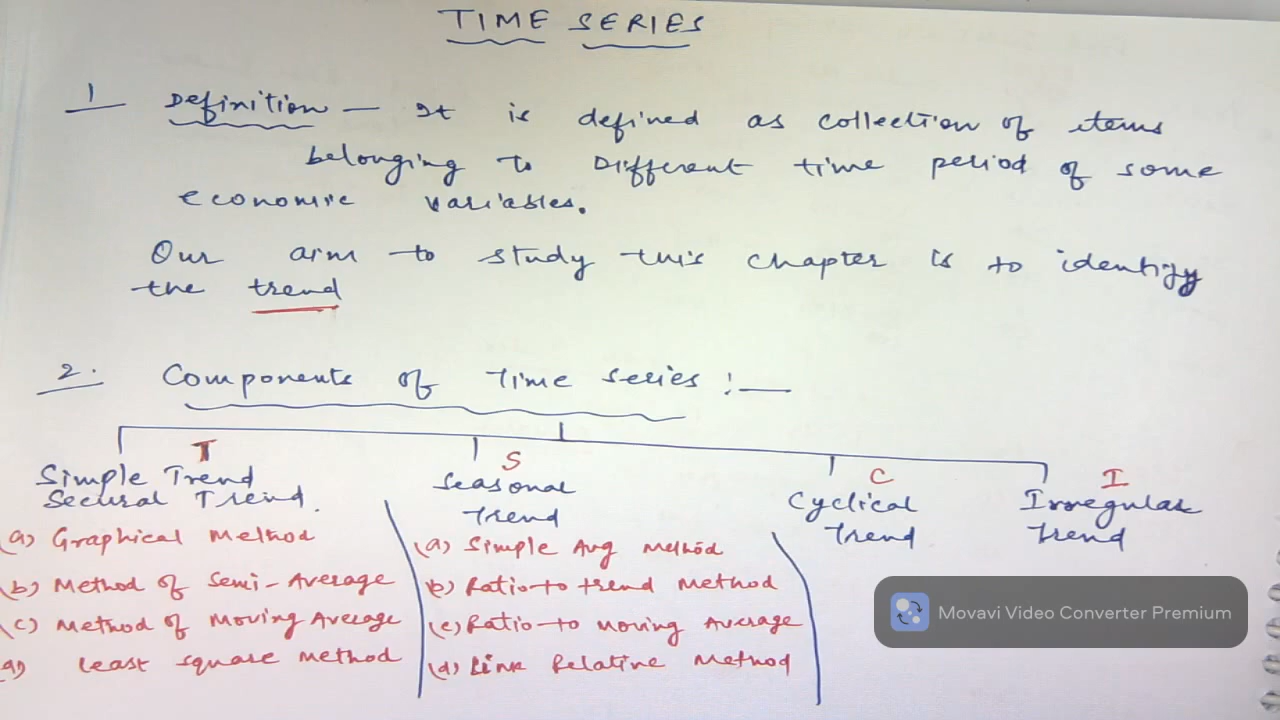 TIME SERIES
1 Definition — It is defined as collection of items
belonging to Different time period of some
economic variables.
Our aim to study this chapter is to identify
the trend
2. Components of Time series :—
T S C I
Simple Trend
Secural Trend.
(a) Graphical Method
(b) Method of Semi-Average
(c) Method of Moving Average
(d) Least square Method
Seasonal
Trend
(a) Simple Avg Method
(b) Ratio-to trend Method
(c) Ratio-to Moving Average
(d) Link Relative Method
Cyclical
Trend
Irregular
Trend
Movavi Video Converter Premium